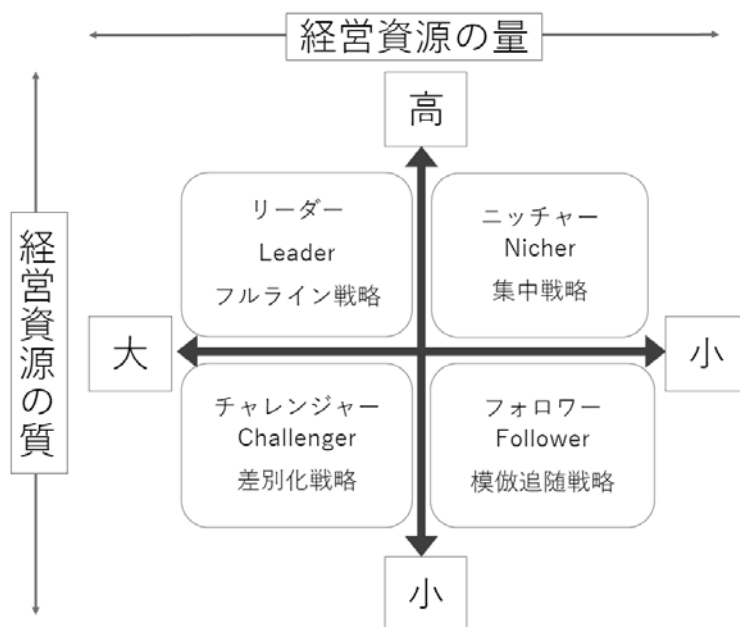 経営資源の量
高
経営資源の質
リーダー
Leader
フルライン戦略
ニッチャー
Nicher
集中戦略
大
小
チャレンジャー
Challenger
差別化戦略
フォロワー
Follower
模倣追随戦略
小